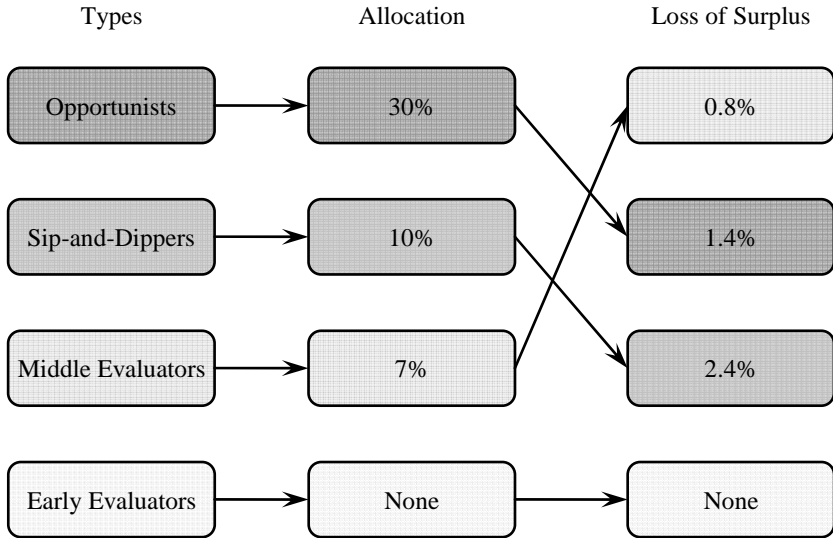 Types Allocation Loss of Surplus
Opportunists 30% 0.8%
Sip-and-Dippers 10% 1.4%
Middle Evaluators 7% 2.4%
Early Evaluators None None